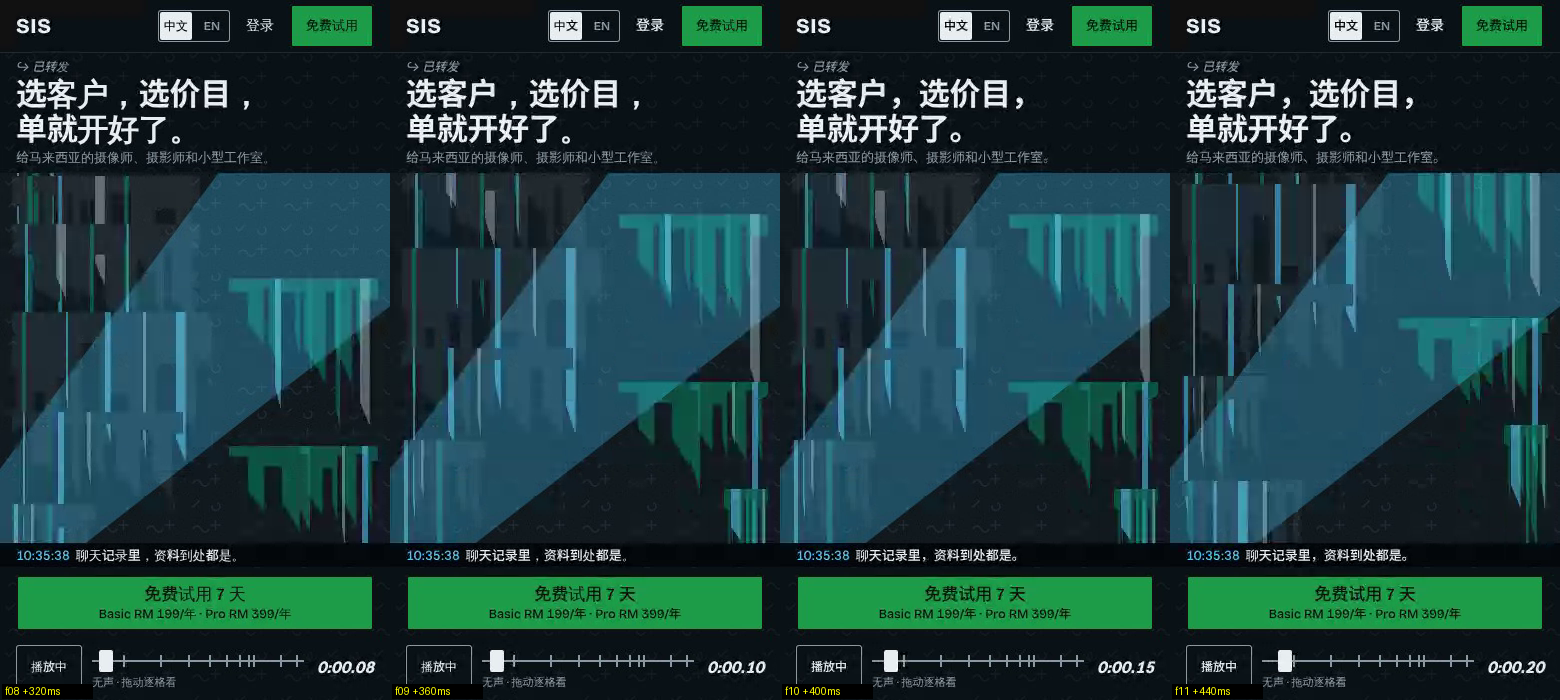 SIS 中文 EN 登录 免费试用
↪ 已转发
选客户，选价目，
单就开好了。
给马来西亚的摄像师、摄影师和小型工作室。
10:35:38 聊天记录里，资料到处都是。
免费试用 7 天
Basic RM 199/年 · Pro RM 399/年
播放中 0:00.08
无声 · 拖动逐格看
f08 +320ms
SIS 中文 EN 登录 免费试用
↪ 已转发
选客户，选价目，
单就开好了。
给马来西亚的摄像师、摄影师和小型工作室。
10:35:38 聊天记录里，资料到处都是。
免费试用 7 天
Basic RM 199/年 · Pro RM 399/年
播放中 0:00.10
无声 · 拖动逐格看
f09 +360ms
SIS 中文 EN 登录 免费试用
↪ 已转发
选客户，选价目，
单就开好了。
给马来西亚的摄像师、摄影师和小型工作室。
10:35:38 聊天记录里，资料到处都是。
免费试用 7 天
Basic RM 199/年 · Pro RM 399/年
播放中 0:00.15
无声 · 拖动逐格看
f10 +400ms
SIS 中文 EN 登录 免费试用
↪ 已转发
选客户，选价目，
单就开好了。
给马来西亚的摄像师、摄影师和小型工作室。
10:35:38 聊天记录里，资料到处都是。
免费试用 7 天
Basic RM 199/年 · Pro RM 399/年
播放中 0:00.20
无声 · 拖动逐格看
f11 +440ms